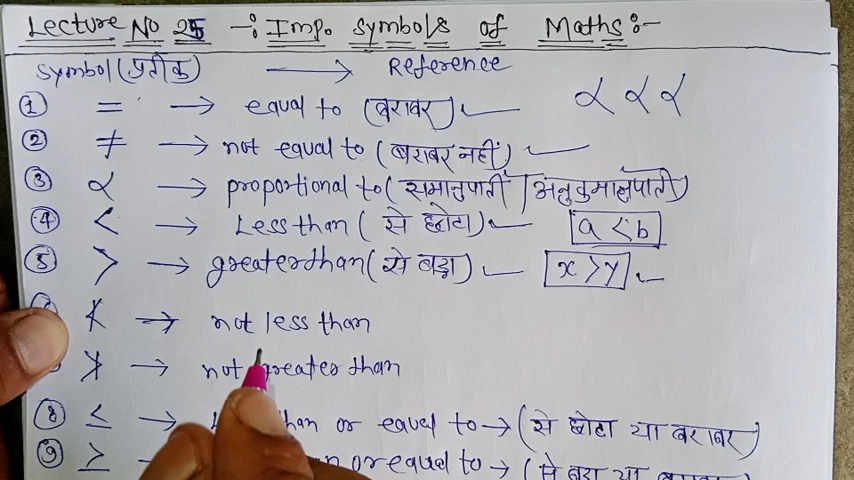 Lecture No 25 -: Imp. Symbols of Maths:-
Symbol (प्रतीक) → Reference
① = → equal to (बराबर) ∝ ∝ ∝
② ≠ → not equal to (बराबर नहीं)
③ ∝ → proportional to (समानुपाती / अनुक्रमानुपाती)
④ < → Less than (से छोटा) a < b
⑤ > → greater than (से बड़ा) x > y
≮ → not less than
≯ → not greater than
⑧ ≤ → than or equal to → (से छोटा या बराबर)
⑨ ≥ → or equal to → (से बड़ा या